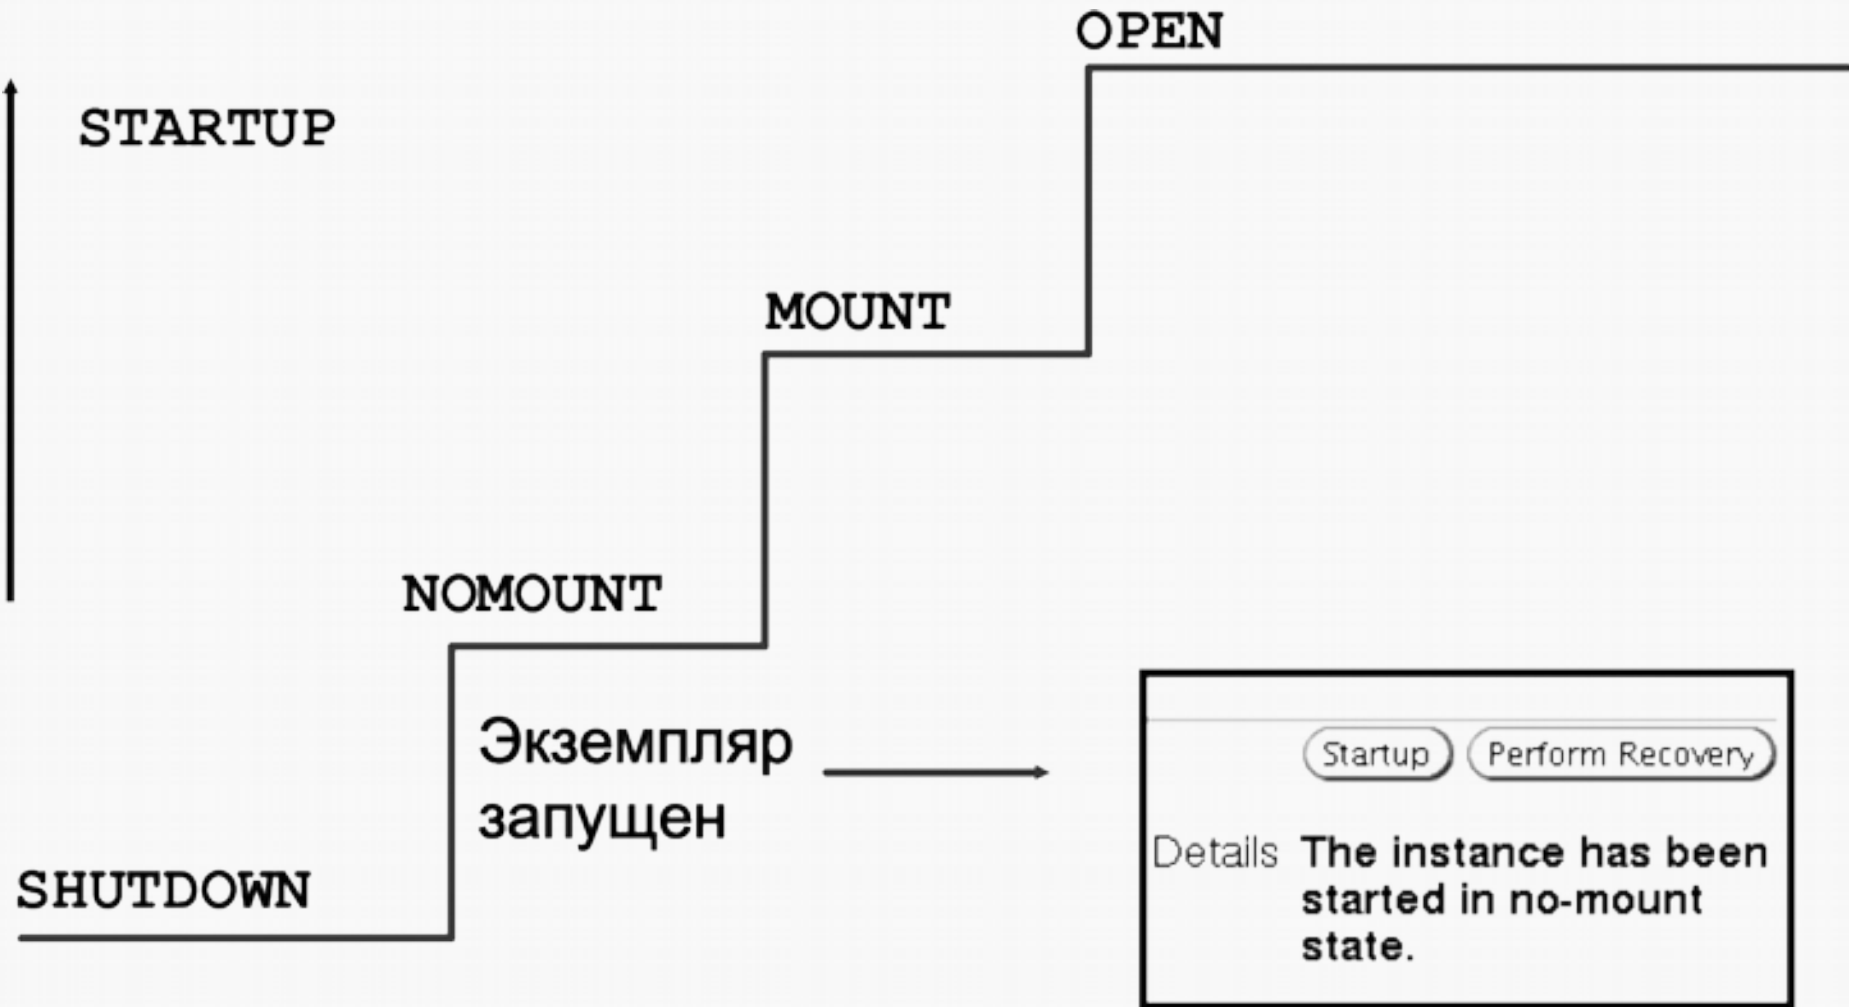 OPEN
STARTUP
MOUNT
NOMOUNT
Экземпляр
запущен
Startup
Perform Recovery
Details The instance has been
started in no-mount
state.
SHUTDOWN